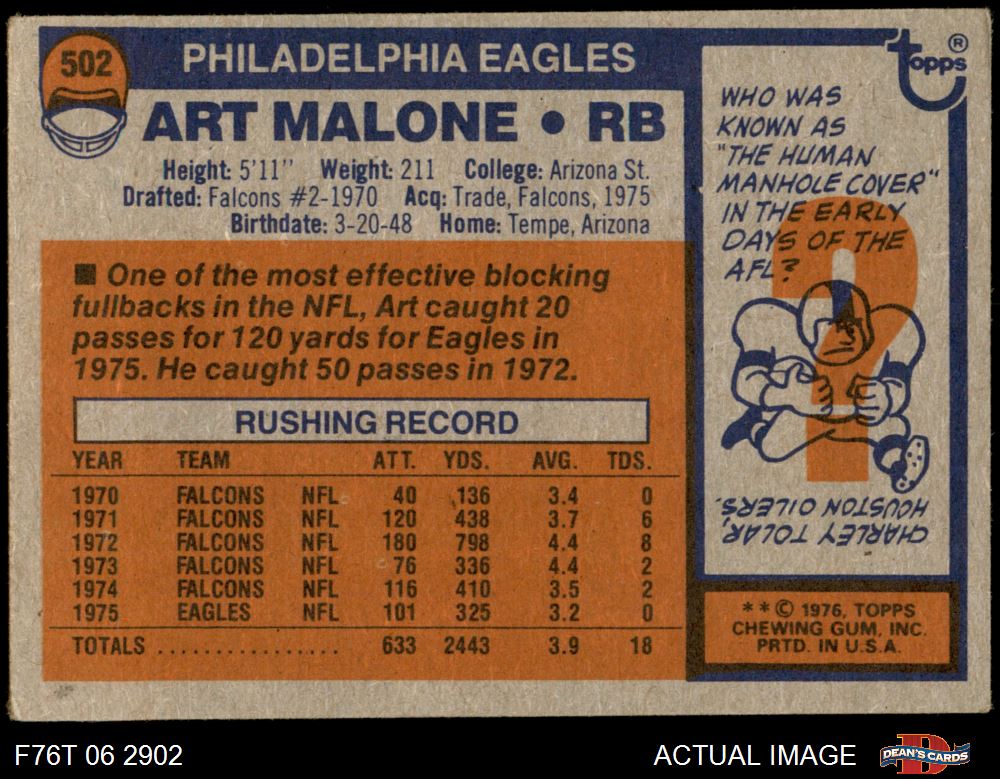 502
PHILADELPHIA EAGLES
topps ®
ART MALONE • RB
Height: 5'11" Weight: 211 College: Arizona St.
Drafted: Falcons #2-1970 Acq: Trade, Falcons, 1975
Birthdate: 3-20-48 Home: Tempe, Arizona
■ One of the most effective blocking
fullbacks in the NFL, Art caught 20
passes for 120 yards for Eagles in
1975. He caught 50 passes in 1972.
RUSHING RECORD
YEAR TEAM ATT. YDS. AVG. TDS.
1970 FALCONS NFL 40 136 3.4 0
1971 FALCONS NFL 120 438 3.7 6
1972 FALCONS NFL 180 798 4.4 8
1973 FALCONS NFL 76 336 4.4 2
1974 FALCONS NFL 116 410 3.5 2
1975 EAGLES NFL 101 325 3.2 0
TOTALS ................ 633 2443 3.9 18
WHO WAS
KNOWN AS
"THE HUMAN
MANHOLE COVER"
IN THE EARLY
DAYS OF THE
AFL?
?
CHARLEY TOLAR,
HOUSTON OILERS.
**© 1976, TOPPS
CHEWING GUM, INC.
PRTD. IN U.S.A.
F76T 06 2902
ACTUAL IMAGE
DEAN'S CARDS